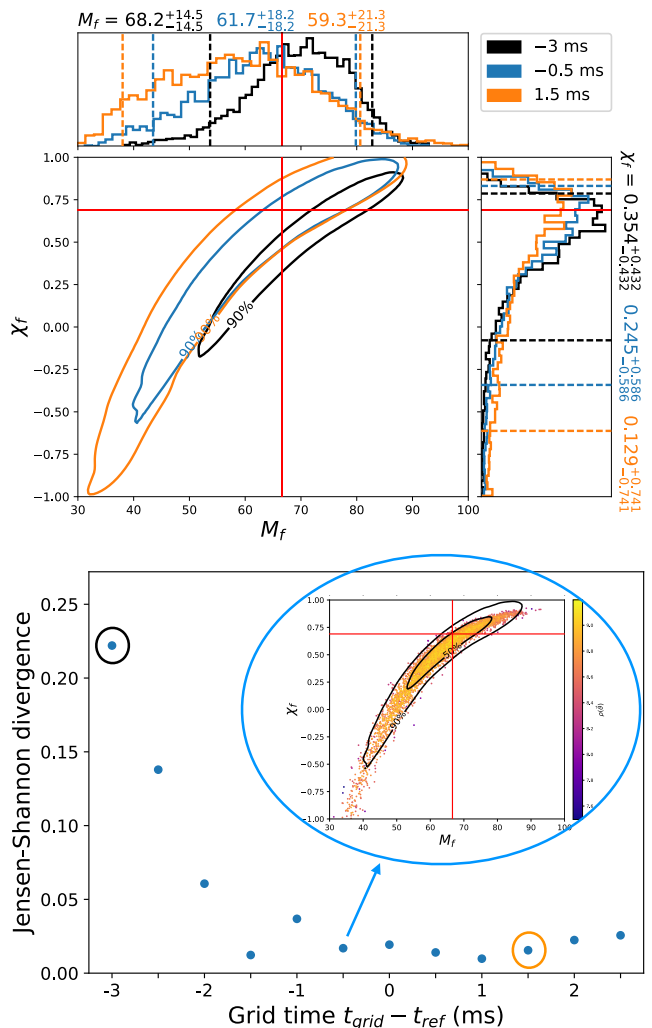 M_f = 68.2^{+14.5}_{-14.5} 61.7^{+18.2}_{-18.2} 59.3^{+21.3}_{-21.3}
−3 ms
−0.5 ms
1.5 ms
1.00
0.75
0.50
0.25
0.00
−0.25
−0.50
−0.75
−1.00
χ_f
90%
90%
90%
30 40 50 60 70 80 90 100
M_f
χ_f = 0.354^{+0.432}_{-0.432} 0.245^{+0.586}_{-0.586} 0.129^{+0.741}_{-0.741}
0.25
0.20
0.15
0.10
0.05
0.00
Jensen-Shannon divergence
1.00
0.75
0.50
0.25
0.00
−0.25
−0.50
−0.75
−1.00
χ_f
50%
90%
30 40 50 60 70 80 90 100
M_f
-3 -2 -1 0 1 2
Grid time t_{grid} − t_{ref} (ms)